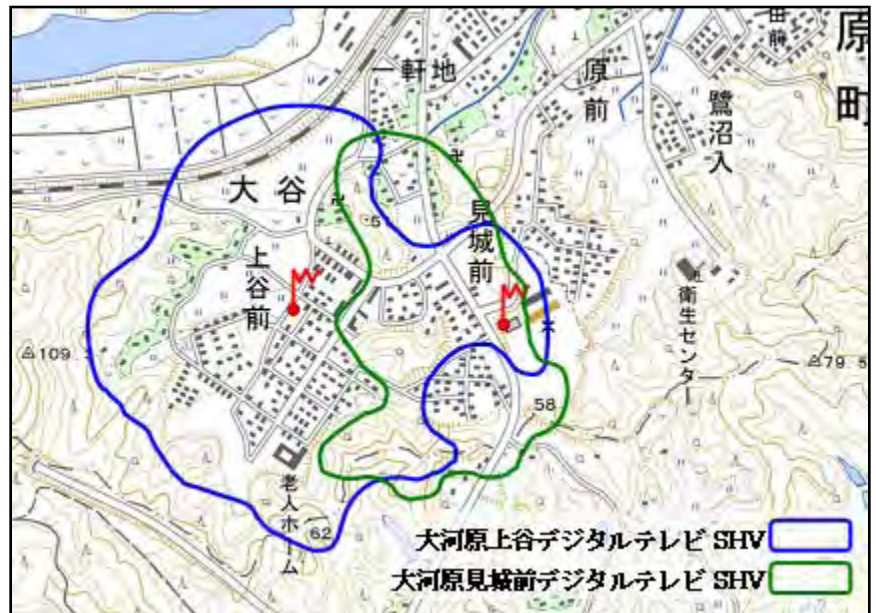 原町
一軒地
原前
鷺沼入
大谷
見城前
上谷前
衛生センター
109.
79
58
老人ホーム
62
大河原上谷デジタルテレビ SHV
大河原見城前デジタルテレビ SHV